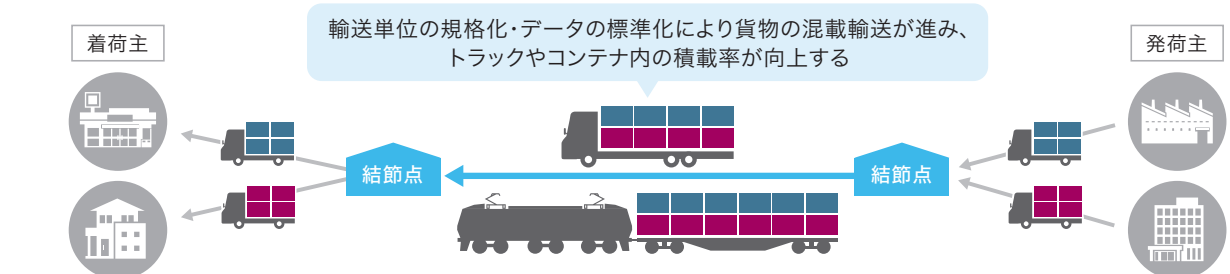 輸送単位の規格化・データの標準化により貨物の混載輸送が進み、
トラックやコンテナ内の積載率が向上する
着荷主
発荷主
結節点
結節点